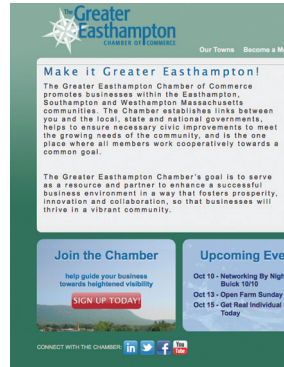 The Greater
Easthampton
CHAMBER OF COMMERCE
Our Towns Become a M
Make it Greater Easthampton!
The Greater Easthampton Chamber of Commerce
promotes businesses within the Easthampton,
Southampton and Westhampton Massachusetts
communities. The Chamber establishes links between
you and the local, state and national governments,
helps to ensure necessary civic improvements to meet
the growing needs of the community, and is the one
place where all members work cooperatively towards a
common goal.
The Greater Easthampton Chamber's goal is to serve
as a resource and partner to enhance a successful
business environment in a way that fosters prosperity,
innovation and collaboration, so that businesses will
thrive in a vibrant community.
Join the Chamber
help guide your business
towards heightened visibility
SIGN UP TODAY!
Upcoming Eve
Oct 10 - Networking By Nigh
Buick 10/10
Oct 13 - Open Farm Sunday
Oct 15 - Get Real Individual
Today
CONNECT WITH THE CHAMBER: in f You Tube